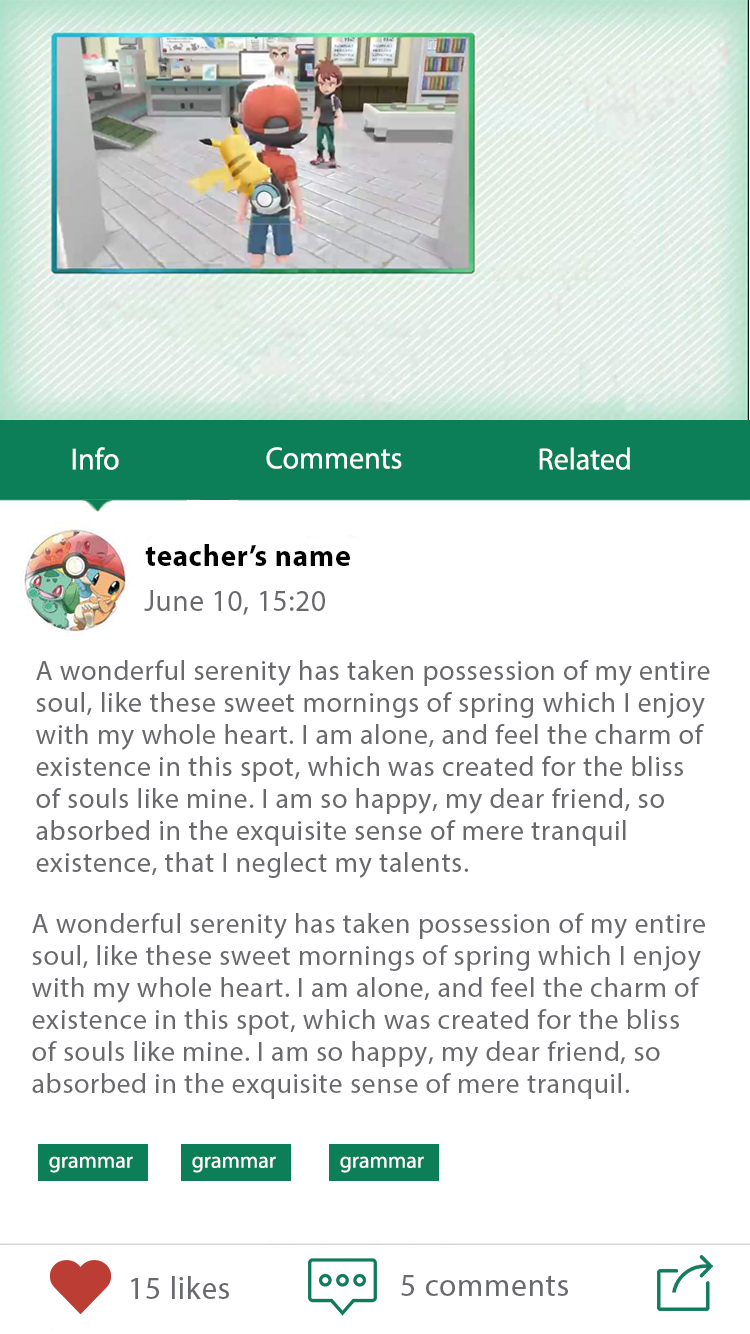 Info
Comments
Related
teacher’s name
June 10, 15:20
A wonderful serenity has taken possession of my entire
soul, like these sweet mornings of spring which I enjoy
with my whole heart. I am alone, and feel the charm of
existence in this spot, which was created for the bliss
of souls like mine. I am so happy, my dear friend, so
absorbed in the exquisite sense of mere tranquil
existence, that I neglect my talents.
A wonderful serenity has taken possession of my entire
soul, like these sweet mornings of spring which I enjoy
with my whole heart. I am alone, and feel the charm of
existence in this spot, which was created for the bliss
of souls like mine. I am so happy, my dear friend, so
absorbed in the exquisite sense of mere tranquil.
grammar
grammar
grammar
15 likes
5 comments